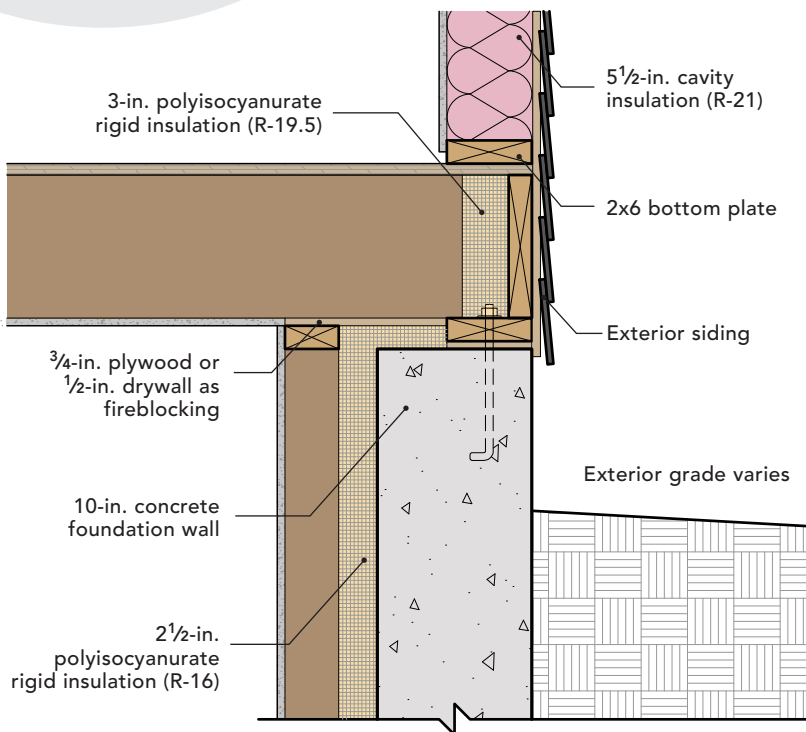 3-in. polyisocyanurate
rigid insulation (R-19.5)
5½-in. cavity
insulation (R-21)
2x6 bottom plate
Exterior siding
¾-in. plywood or
½-in. drywall as
fireblocking
Exterior grade varies
10-in. concrete
foundation wall
2½-in.
polyisocyanurate
rigid insulation (R-16)